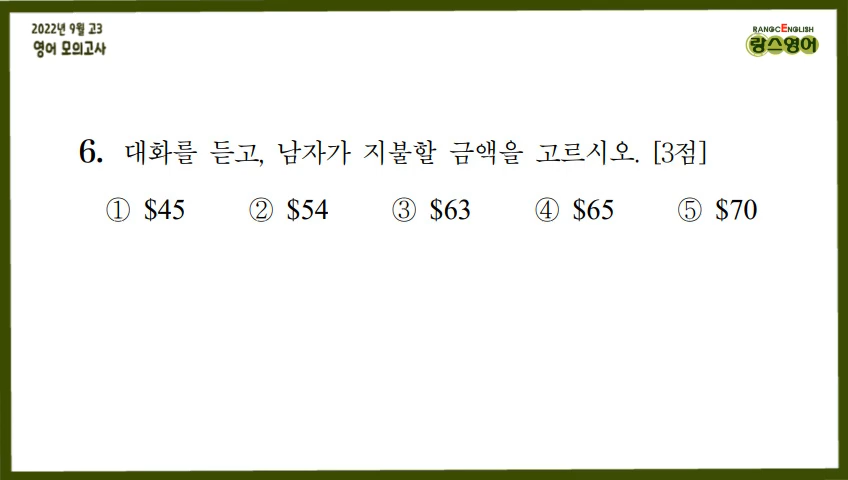 2022년 9월 고3
영어 모의고사
RANGCENGLISH
랑스영어
6. 대화를 듣고, 남자가 지불할 금액을 고르시오. [3점]
① $45 ② $54 ③ $63 ④ $65 ⑤ $70